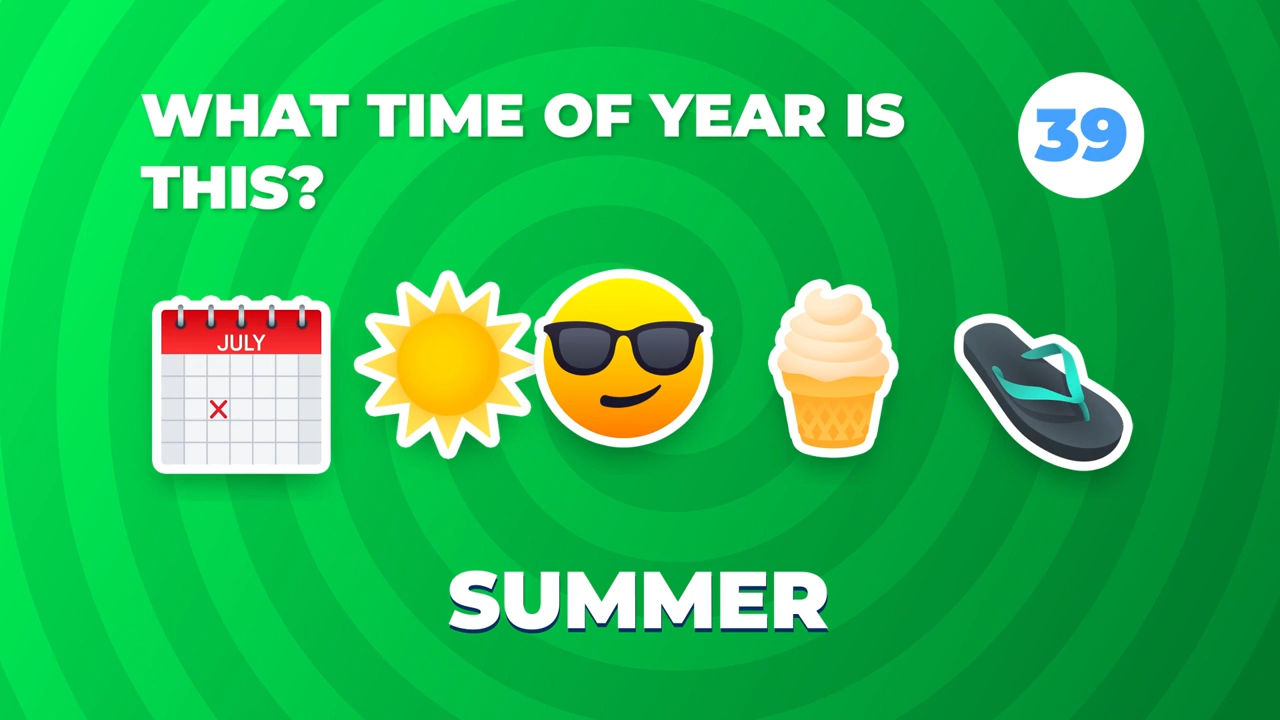 WHAT TIME OF YEAR IS
THIS?
39
JULY
SUMMER